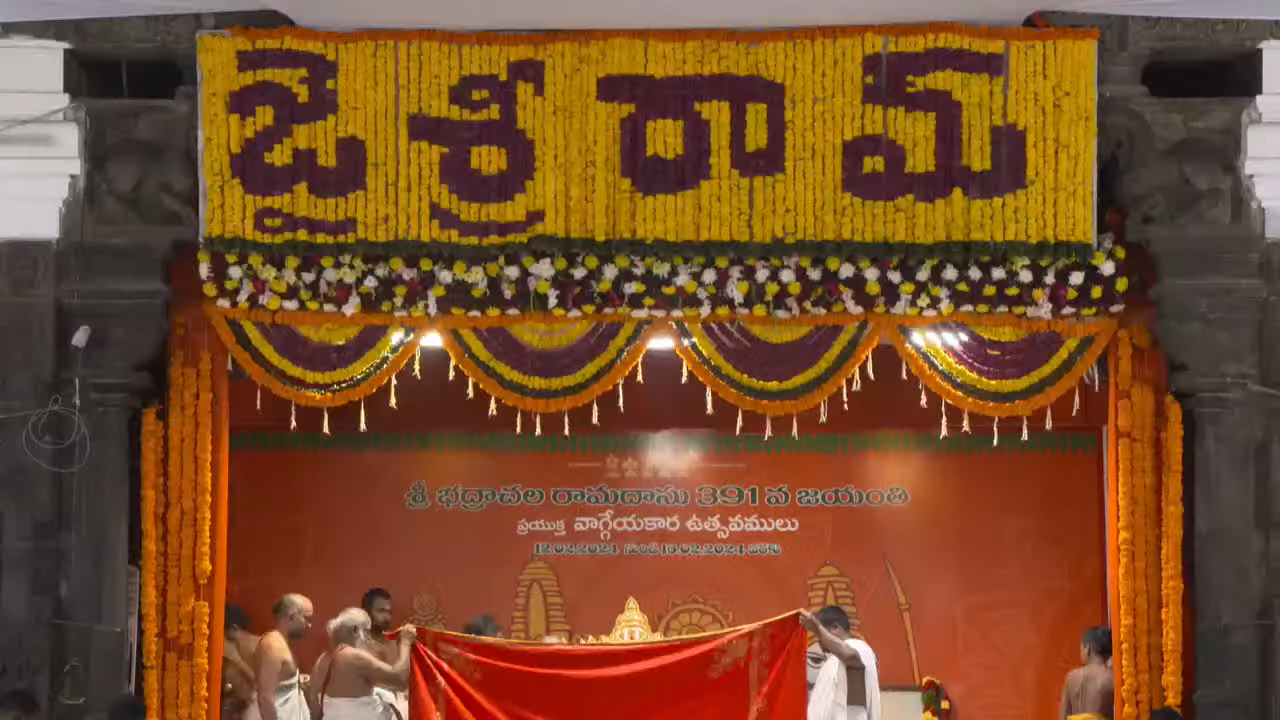 జై శ్రీ రామ్
శ్రీ భద్రాచల రామదాసు 391 వ జయంతి
ప్రయుక్త వాగ్గేయకార ఉత్సవములు